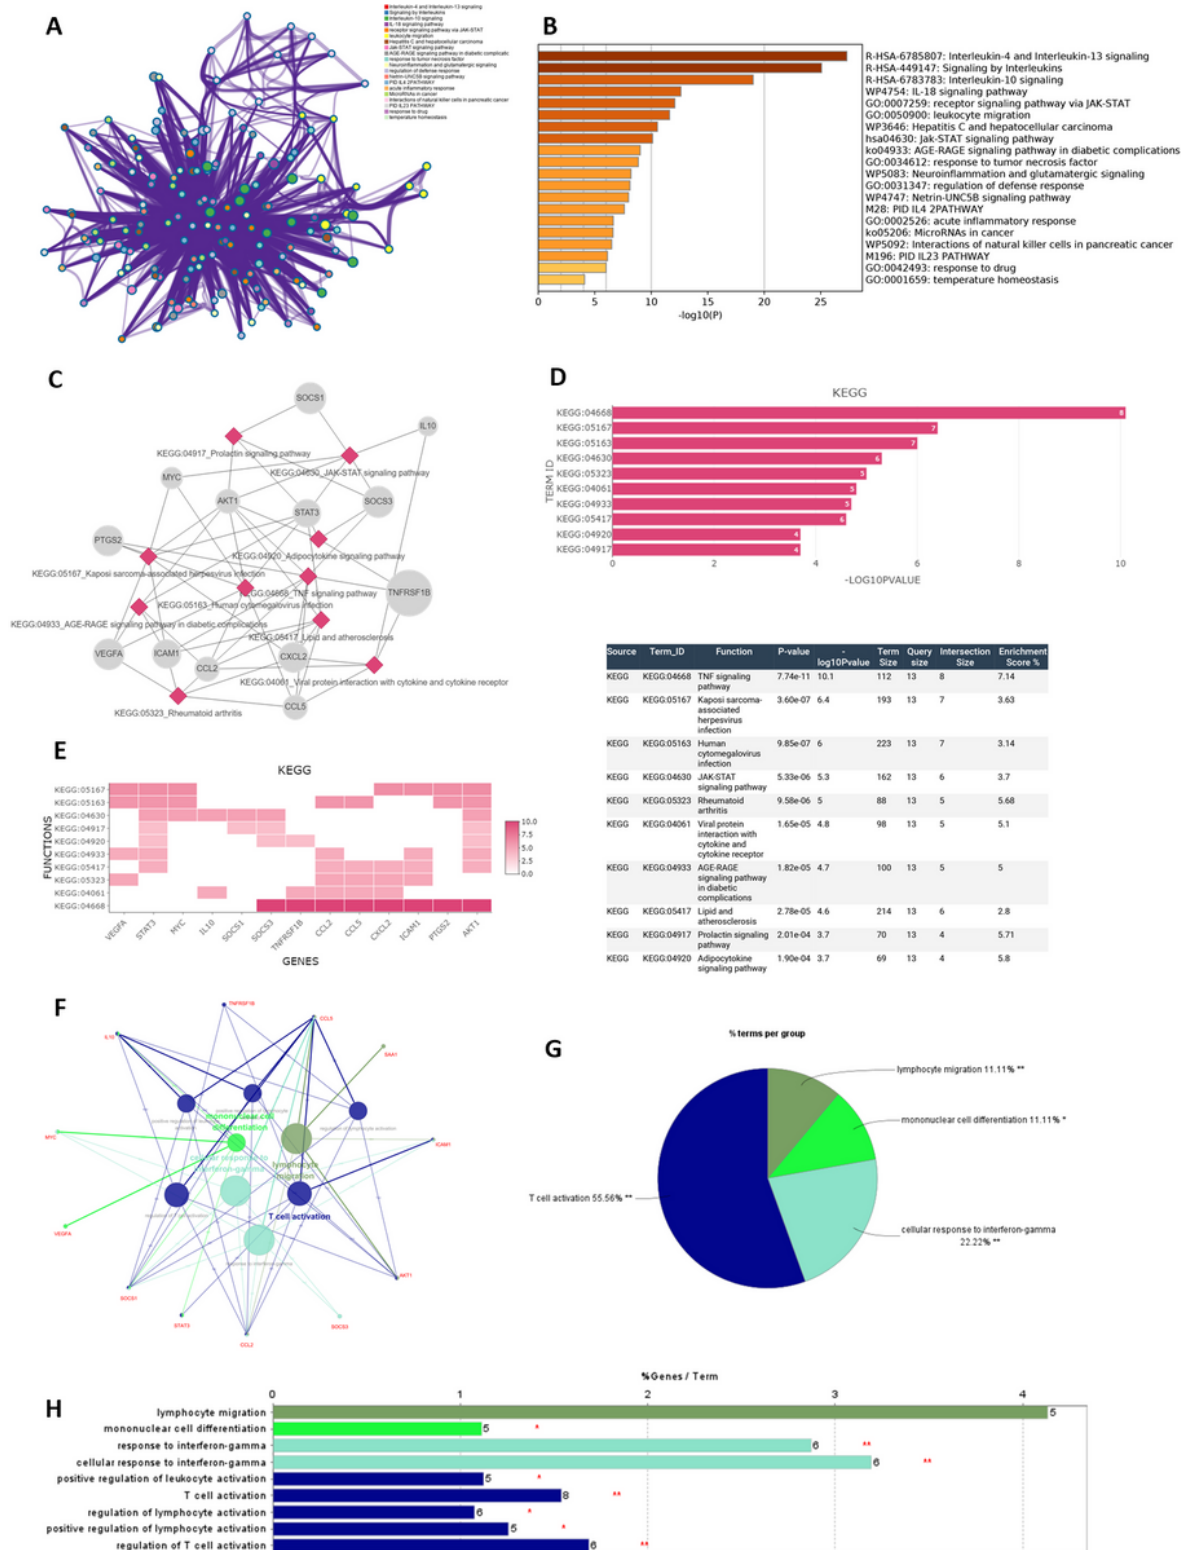 A
Interleukin-4 and Interleukin-13 signaling
Signaling by Interleukins
Interleukin-10 signaling
IL-18 signaling pathway
receptor signaling pathway via JAK-STAT
leukocyte migration
Hepatitis C and hepatocellular carcinoma
Jak-STAT signaling pathway
AGE-RAGE signaling pathway in diabetic complicatic
response to tumor necrosis factor
Neuroinflammation and glutamatergic signaling
regulation of defense response
Netrin-UNC5B signaling pathway
PID IL4 2PATHWAY
acute inflammatory response
MicroRNAs in cancer
Interactions of natural killer cells in pancreatic cancer
PID IL23 PATHWAY
response to drug
temperature homeostasis
B
R-HSA-6785807: Interleukin-4 and Interleukin-13 signaling
R-HSA-449147: Signaling by Interleukins
R-HSA-6783783: Interleukin-10 signaling
WP4754: IL-18 signaling pathway
GO:0007259: receptor signaling pathway via JAK-STAT
GO:0050900: leukocyte migration
WP3646: Hepatitis C and hepatocellular carcinoma
hsa04630: Jak-STAT signaling pathway
ko04933: AGE-RAGE signaling pathway in diabetic complications
GO:0034612: response to tumor necrosis factor
WP5083: Neuroinflammation and glutamatergic signaling
GO:0031347: regulation of defense response
WP4747: Netrin-UNC5B signaling pathway
M28: PID IL4 2PATHWAY
GO:0002526: acute inflammatory response
ko05206: MicroRNAs in cancer
WP5092: Interactions of natural killer cells in pancreatic cancer
M196: PID IL23 PATHWAY
GO:0042493: response to drug
GO:0001659: temperature homeostasis
0 5 10 15 20 25
-log10(P)
C
SOCS1
IL10
KEGG:04917_Prolactin signaling pathway
KEGG:04630_JAK-STAT signaling pathway
MYC
AKT1
SOCS3
STAT3
PTGS2
KEGG:04920_Adipocytokine signaling pathway
KEGG:05167_Kaposi sarcoma-associated herpesvirus infection
KEGG:04668_TNF signaling pathway
TNFRSF1B
KEGG:05163_Human cytomegalovirus infection
KEGG:04933_AGE-RAGE signaling pathway in diabetic complications
KEGG:05417_Lipid and atherosclerosis
VEGFA
ICAM1
CCL2
CXCL2
KEGG:04061_Viral protein interaction with cytokine and cytokine receptor
CCL5
KEGG:05323_Rheumatoid arthritis
D
KEGG
TERM ID
KEGG:04668 8
KEGG:05167 7
KEGG:05163 7
KEGG:04630 6
KEGG:05323 5
KEGG:04061 5
KEGG:04933 5
KEGG:05417 6
KEGG:04920 4
KEGG:04917 4
0 2 4 6 8 10
-LOG10PVALUE
Source Term_ID Function P-value -log10Pvalue Term Size Query size Intersection Size Enrichment Score %
KEGG KEGG:04668 TNF signaling pathway 7.74e-11 10.1 112 13 8 7.14
KEGG KEGG:05167 Kaposi sarcoma-associated herpesvirus infection 3.60e-07 6.4 193 13 7 3.63
KEGG KEGG:05163 Human cytomegalovirus infection 9.85e-07 6 223 13 7 3.14
KEGG KEGG:04630 JAK-STAT signaling pathway 5.33e-06 5.3 162 13 6 3.7
KEGG KEGG:05323 Rheumatoid arthritis 9.58e-06 5 88 13 5 5.68
KEGG KEGG:04061 Viral protein interaction with cytokine and cytokine receptor 1.65e-05 4.8 98 13 5 5.1
KEGG KEGG:04933 AGE-RAGE signaling pathway in diabetic complications 1.82e-05 4.7 100 13 5 5
KEGG KEGG:05417 Lipid and atherosclerosis 2.78e-05 4.6 214 13 6 2.8
KEGG KEGG:04917 Prolactin signaling pathway 2.01e-04 3.7 70 13 4 5.71
KEGG KEGG:04920 Adipocytokine signaling pathway 1.90e-04 3.7 69 13 4 5.8
E
KEGG
FUNCTIONS
KEGG:05167
KEGG:05163
KEGG:04630
KEGG:04917
KEGG:04920
KEGG:04933
KEGG:05417
KEGG:05323
KEGG:04061
KEGG:04668
10.0
7.5
5.0
2.5
0.0
VEGFA STAT3 MYC IL10 SOCS1 SOCS3 TNFRSF1B CCL2 CCL5 CXCL2 ICAM1 PTGS2 AKT1
GENES
F
TNFRSF1B
CCL5
IL10
SAA1
positive regulation of lymphocyte
positive regulation of leukocyte activation
mononuclear cell differentiation
regulation of lymphocyte activation
MYC
ICAM1
cellular response to interferon-gamma
lymphocyte migration
regulation of T cell activation
T cell activation
VEGFA
response to interferon-gamma
AKT1
SOCS1
STAT3
SOCS3
CCL2
G
% terms per group
lymphocyte migration 11.11% **
mononuclear cell differentiation 11.11% *
T cell activation 55.56% **
cellular response to interferon-gamma
22.22% **
H
%Genes / Term
0 1 2 3 4
lymphocyte migration 5
mononuclear cell differentiation 5 *
response to interferon-gamma 6 **
cellular response to interferon-gamma 6 **
positive regulation of leukocyte activation 5 *
T cell activation 8 **
regulation of lymphocyte activation 6 *
positive regulation of lymphocyte activation 5 *
regulation of T cell activation 6 **